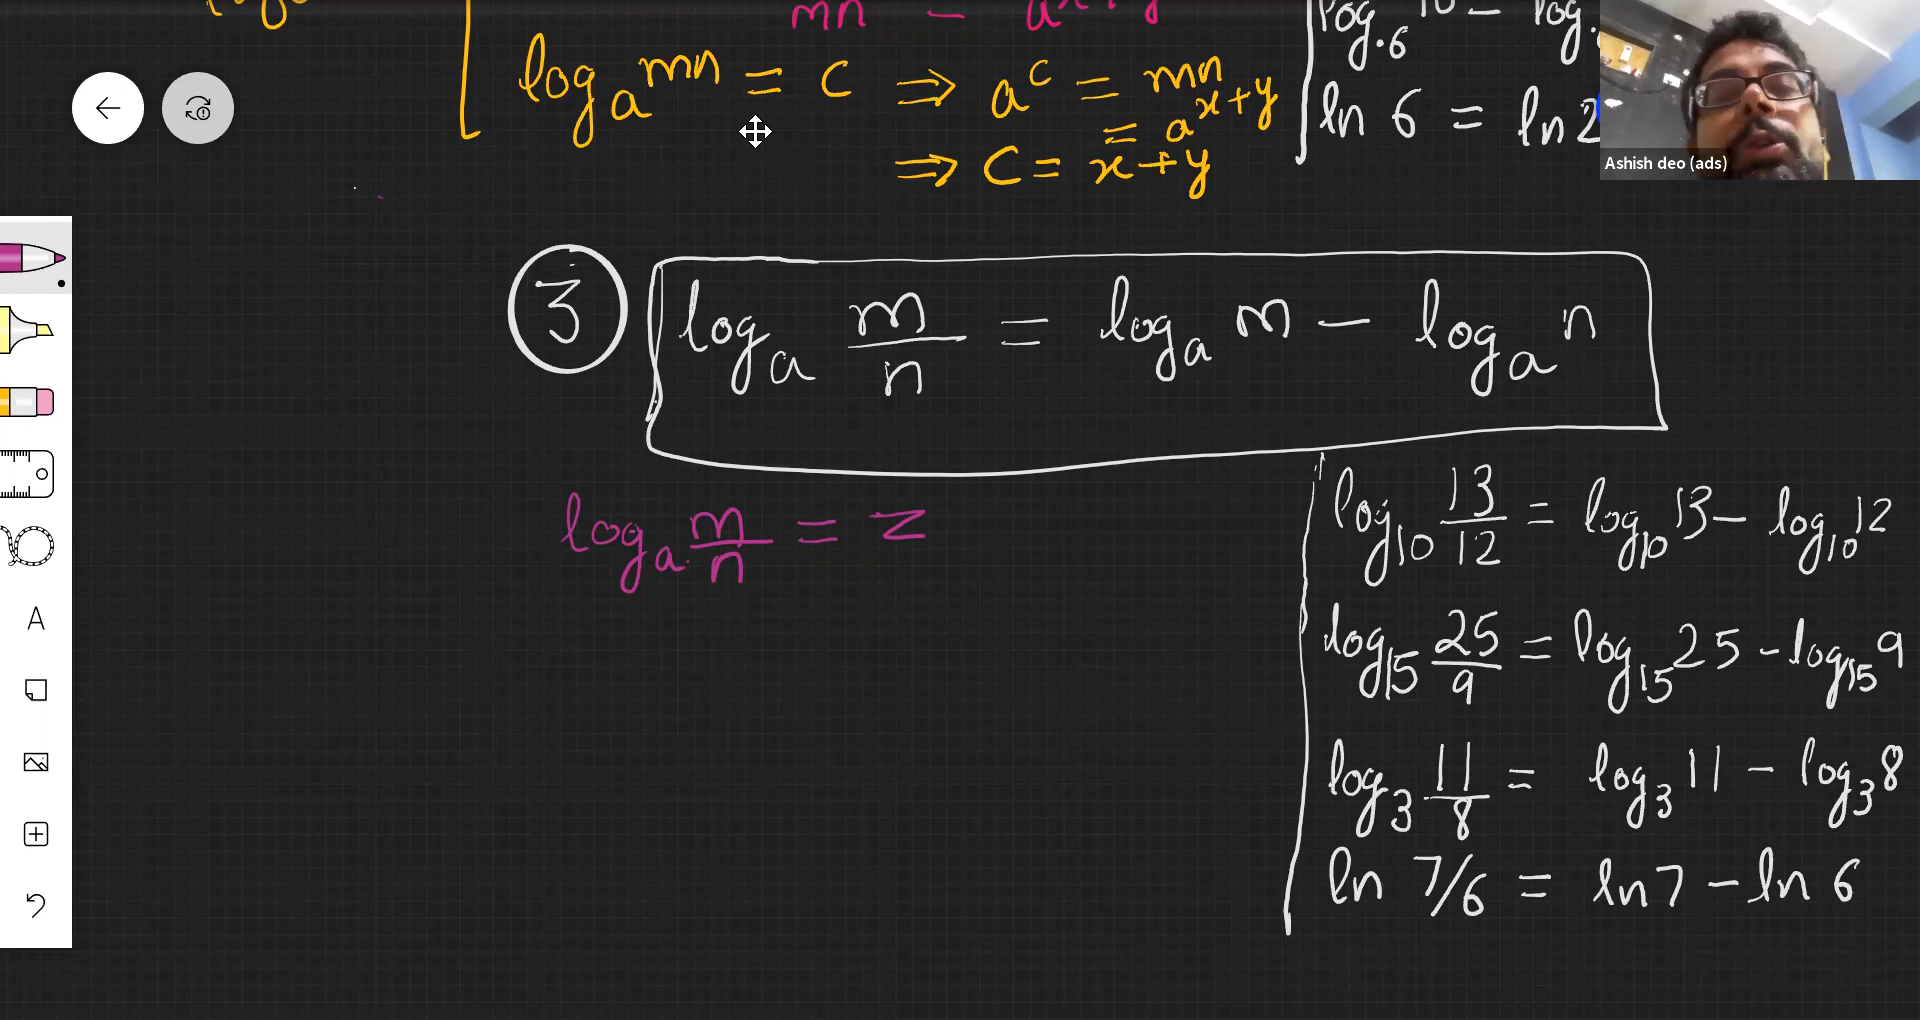 mn = a^x+y
log_a mn = c ⇒ a^c = mn
= a^x+y
⇒ c = x+y
ln 6 = ln 2
Ashish deo (ads)
3 log_a m/n = log_a m - log_a n
log_a m/n = z
log_10 13/12 = log_10 13 - log_10 12
log_15 25/9 = log_15 25 - log_15 9
log_3 11/8 = log_3 11 - log_3 8
ln 7/6 = ln 7 - ln 6
A